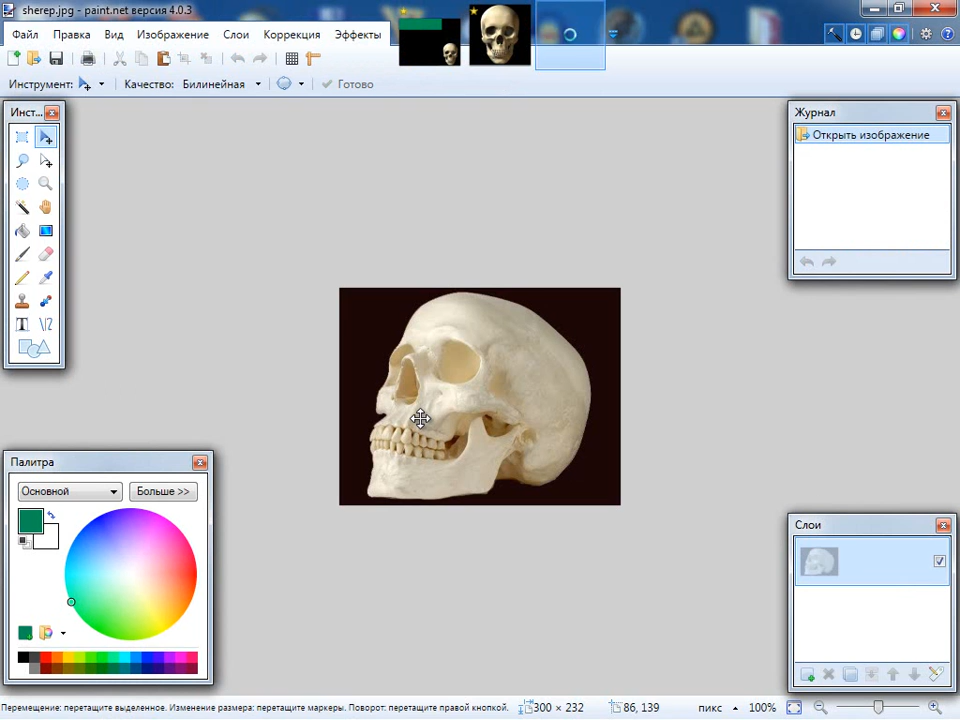 sherep.jpg - paint.net версия 4.0.3
Файл Правка Вид Изображение Слои Коррекция Эффекты
Инструмент: Качество: Билинейная Готово
Инст...
Журнал
Открыть изображение
Палитра
Основной Больше >>
Слои
Перемещение: перетащите выделенное. Изменение размера: перетащите маркеры. Поворот: перетащите правой кнопкой. 300 × 232 86, 139 пикс 100%